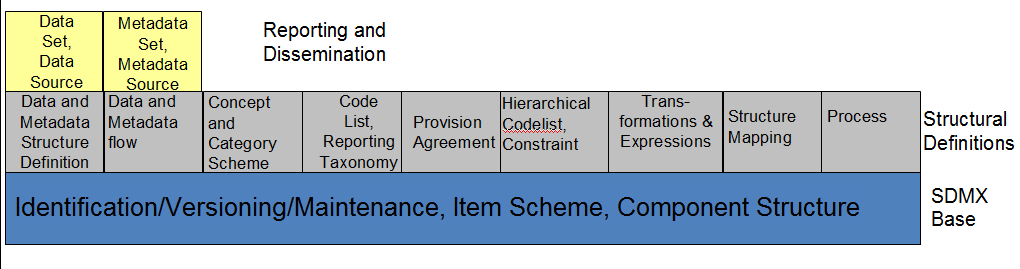 Data
Set,
Data
Source
Metadata
Set,
Metadata
Source
Reporting and
Dissemination
Data and
Metadata
Structure
Definition
Data and
Metadata
flow
Concept
and
Category
Scheme
Code
List,
Reporting
Taxonomy
Provision
Agreement
Hierarchical
Codelist,
Constraint
Trans-
formations &
Expressions
Structure
Mapping
Process
Structural
Definitions
Identification/Versioning/Maintenance, Item Scheme, Component Structure
SDMX
Base